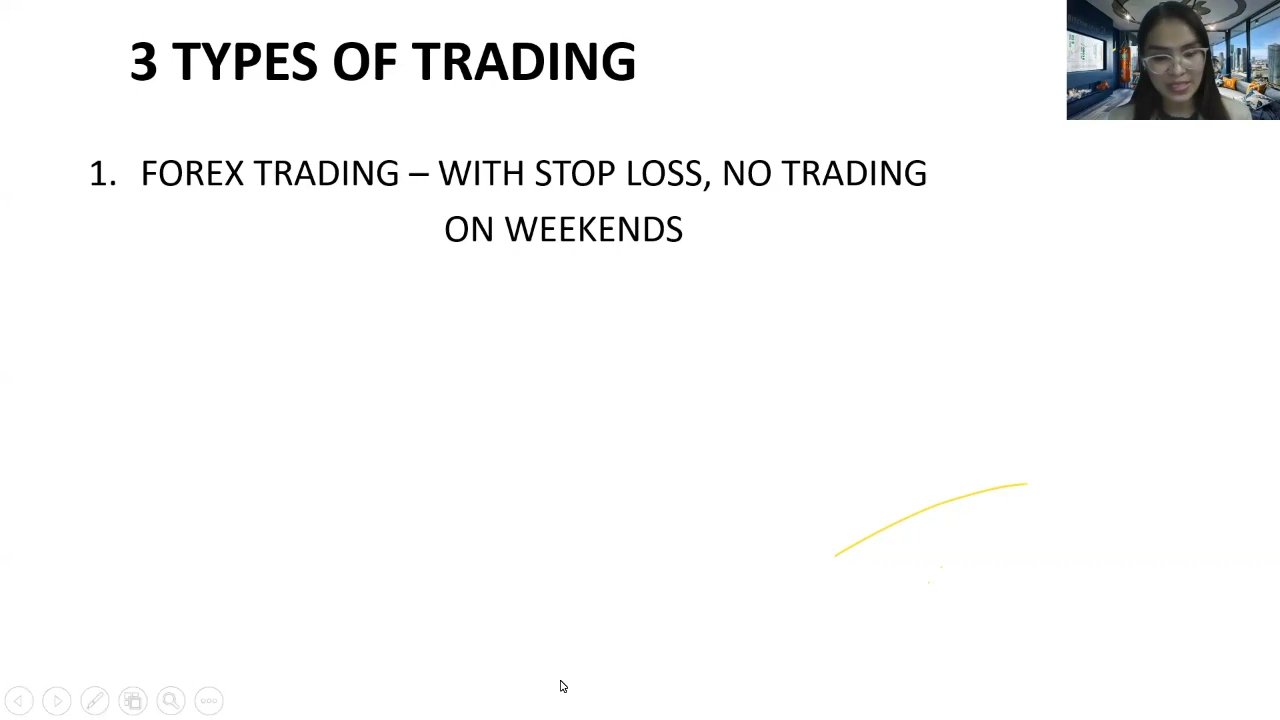 3 TYPES OF TRADING
1. FOREX TRADING – WITH STOP LOSS, NO TRADING
ON WEEKENDS